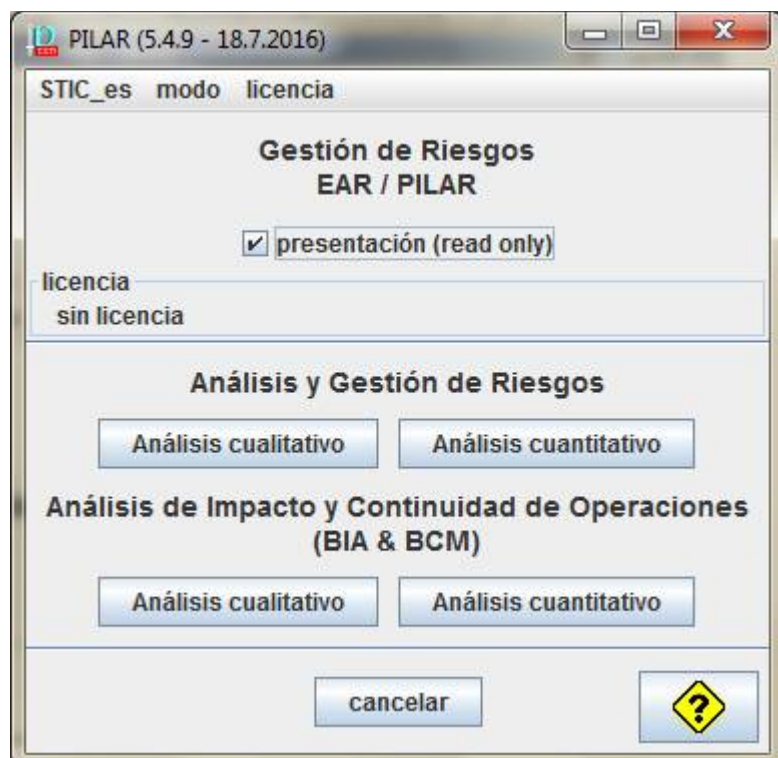 PILAR (5.4.9 - 18.7.2016)
STIC_es modo licencia
Gestión de Riesgos
EAR / PILAR
presentación (read only)
licencia
sin licencia
Análisis y Gestión de Riesgos
Análisis cualitativo Análisis cuantitativo
Análisis de Impacto y Continuidad de Operaciones
(BIA & BCM)
Análisis cualitativo Análisis cuantitativo
cancelar
?